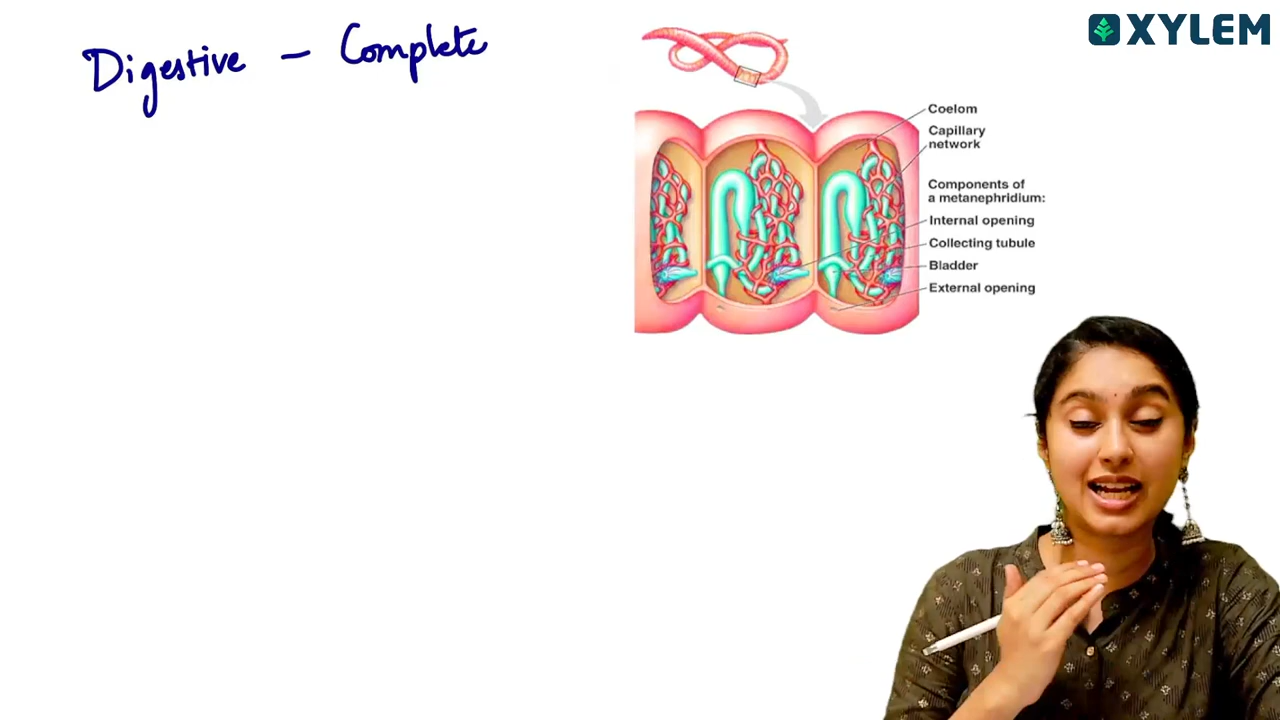 Digestive – Complete
XYLEM
Coelom
Capillary
network
Components of
a metanephridium:
Internal opening
Collecting tubule
Bladder
External opening